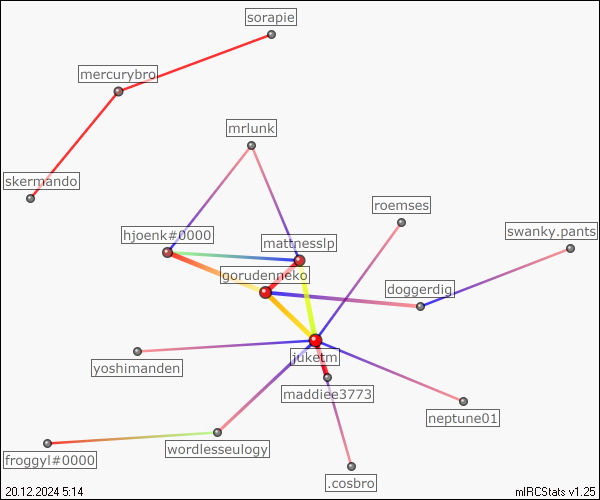 sorapie
mercurybro
mrlunk
skermando
roemses
swanky.pants
hjoenk#0000
mattnesslp
gorudenneko
doggerdig
juketm
yoshimanden
maddiee3773
neptune01
wordlesseulogy
froggyl#0000
.cosbro
20.12.2024 5:14
mIRCStats v1.25